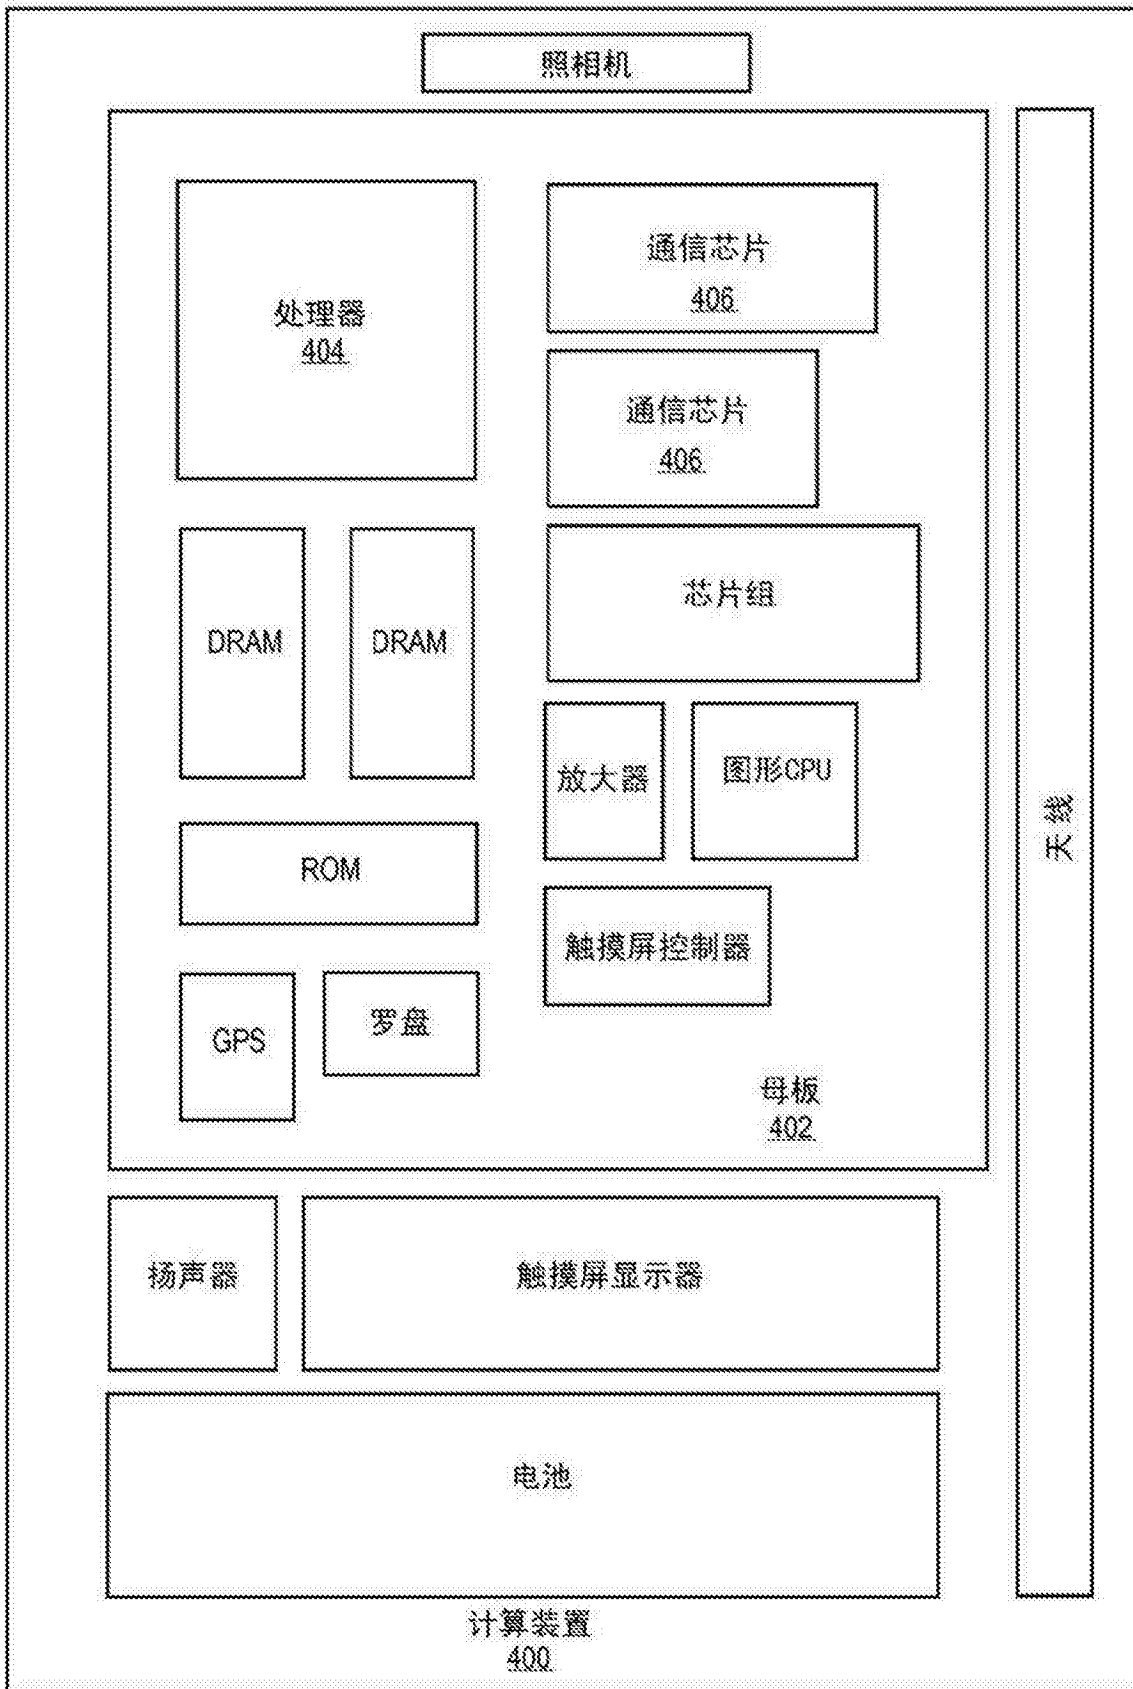 照相机
处理器
404
通信芯片
406
通信芯片
406
芯片组
DRAM
DRAM
放大器
图形CPU
ROM
触摸屏控制器
GPS
罗盘
母板
402
天线
扬声器
触摸屏显示器
电池
计算装置
400